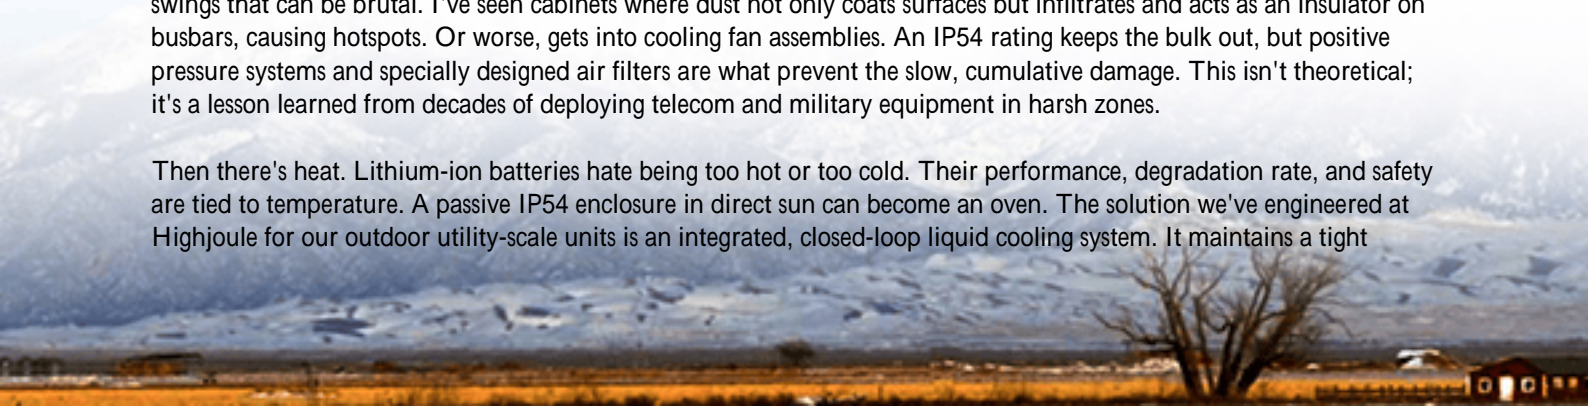 swings that can be brutal. I've seen cabinets where dust not only coats surfaces but infiltrates and acts as an insulator on
busbars, causing hotspots. Or worse, gets into cooling fan assemblies. An IP54 rating keeps the bulk out, but positive
pressure systems and specially designed air filters are what prevent the slow, cumulative damage. This isn't theoretical;
it's a lesson learned from decades of deploying telecom and military equipment in harsh zones.
Then there's heat. Lithium-ion batteries hate being too hot or too cold. Their performance, degradation rate, and safety
are tied to temperature. A passive IP54 enclosure in direct sun can become an oven. The solution we've engineered at
Highjoule for our outdoor utility-scale units is an integrated, closed-loop liquid cooling system. It maintains a tight